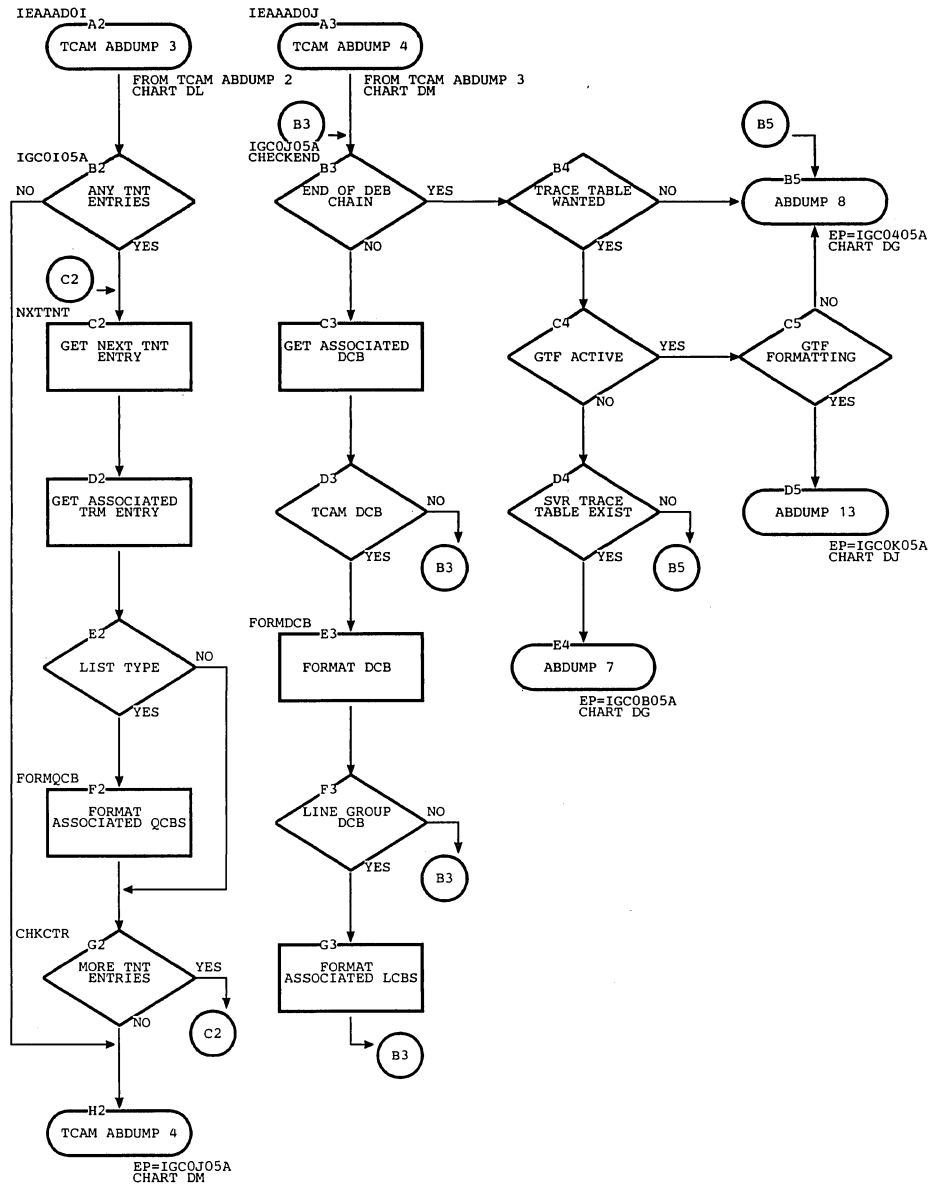 IEAAAD0I
A2
TCAM ABDUMP 3
FROM TCAM ABDUMP 2
CHART DL
IGC0I05A
B2
ANY TNT
ENTRIES
NO
YES
C2
NXTTNT
C2
GET NEXT TNT
ENTRY
D2
GET ASSOCIATED
TRM ENTRY
E2
LIST TYPE
NO
YES
FORMQCB
F2
FORMAT
ASSOCIATED QCBS
CHKCTR
G2
MORE TNT
ENTRIES
YES
NO
C2
H2
TCAM ABDUMP 4
EP=IGC0J05A
CHART DM
IEAAAD0J
A3
TCAM ABDUMP 4
FROM TCAM ABDUMP 3
CHART DM
B3
IGC0J05A
CHECKEND
B3
END OF DEB
CHAIN
YES
NO
C3
GET ASSOCIATED
DCB
D3
TCAM DCB
NO
YES
B3
FORMDCB
E3
FORMAT DCB
F3
LINE GROUP
DCB
NO
YES
B3
G3
FORMAT
ASSOCIATED LCBS
B3
B4
TRACE TABLE
WANTED
NO
YES
C4
GTF ACTIVE
YES
NO
D4
SVR TRACE
TABLE EXIST
NO
YES
B5
E4
ABDUMP 7
EP=IGC0B05A
CHART DG
B5
B5
ABDUMP 8
EP=IGC0405A
CHART DG
NO
C5
GTF
FORMATTING
YES
D5
ABDUMP 13
EP=IGC0K05A
CHART DJ